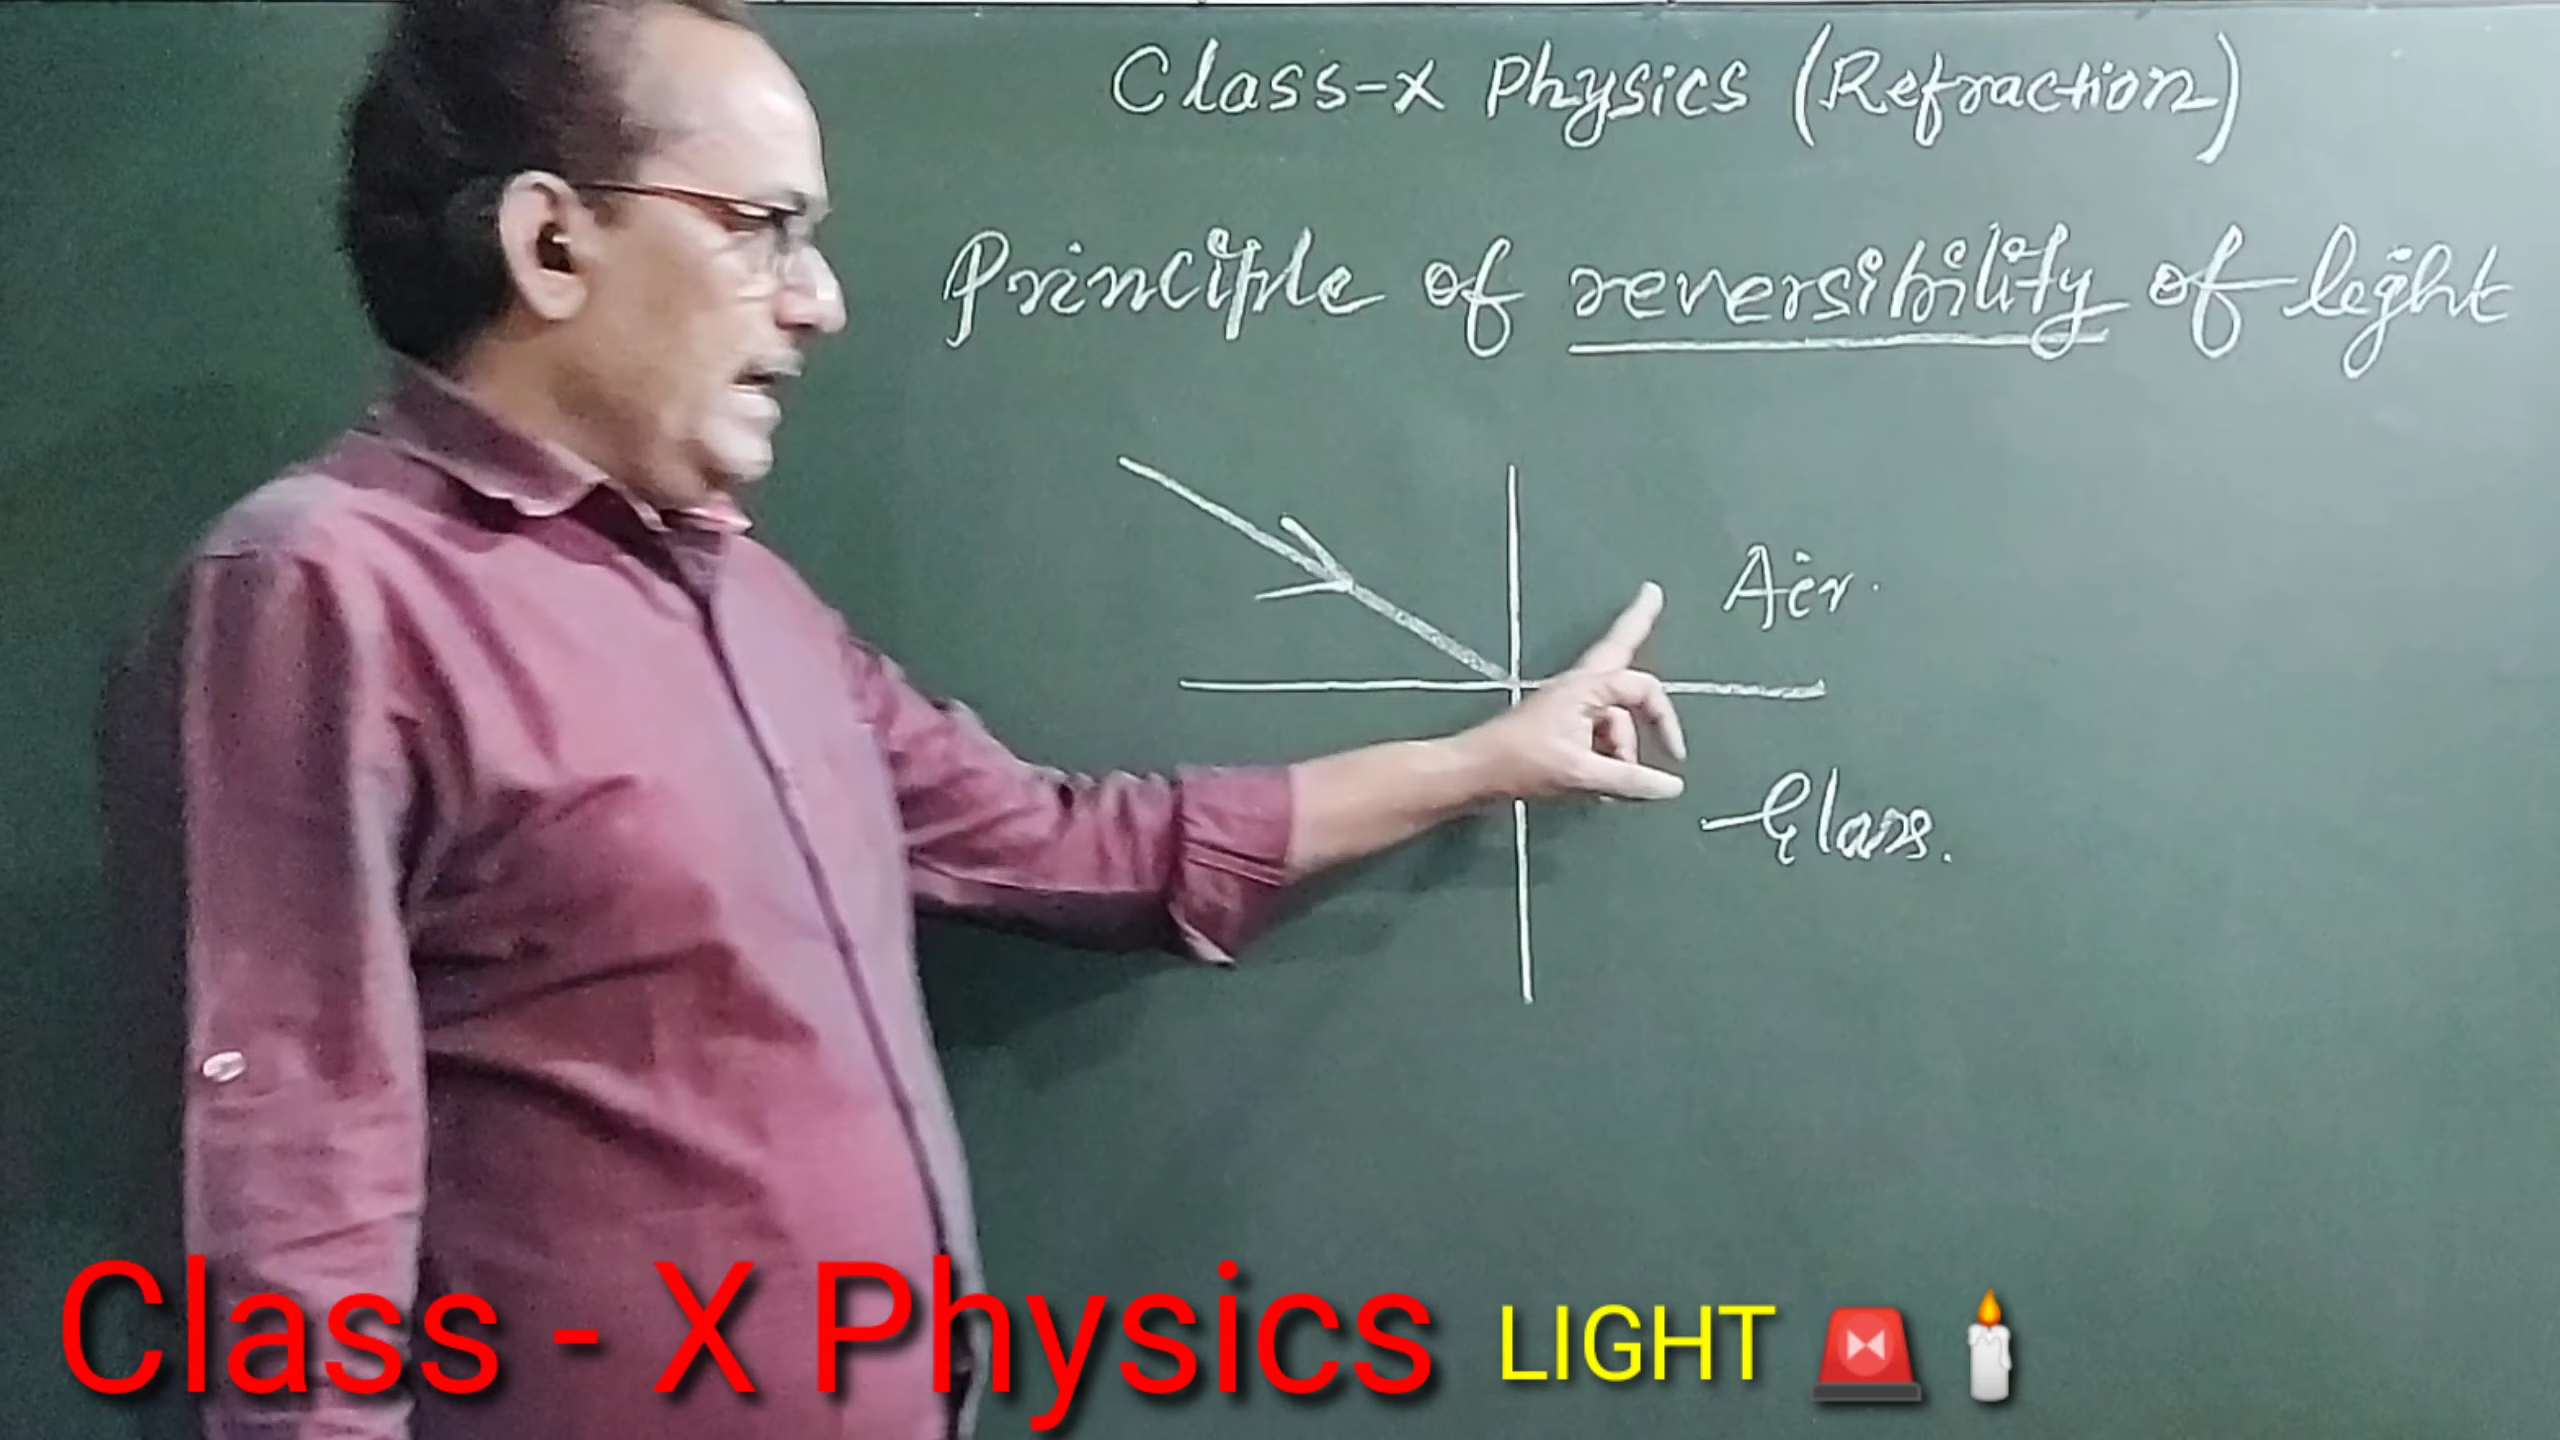 Class-X Physics (Refraction)
Principle of reversibility of light
Air.
Glass.
Class - X Physics LIGHT 🚨🕯️